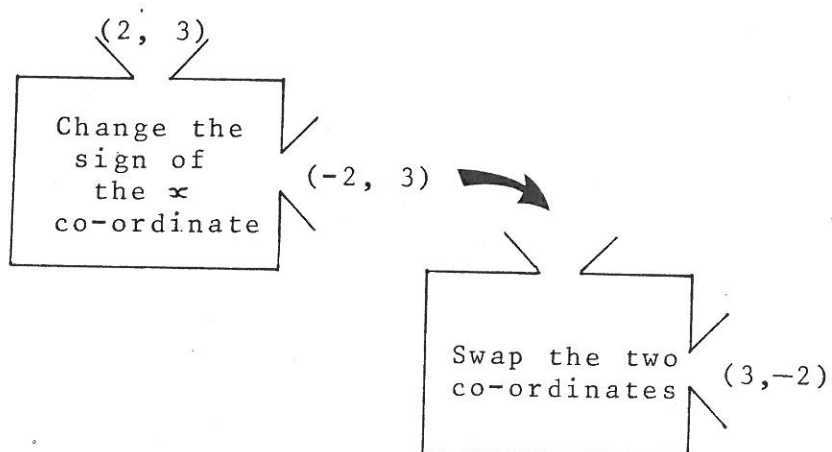 (2, 3)
Change the
sign of
the x
co-ordinate
(-2, 3)
Swap the two
co-ordinates
(3,-2)